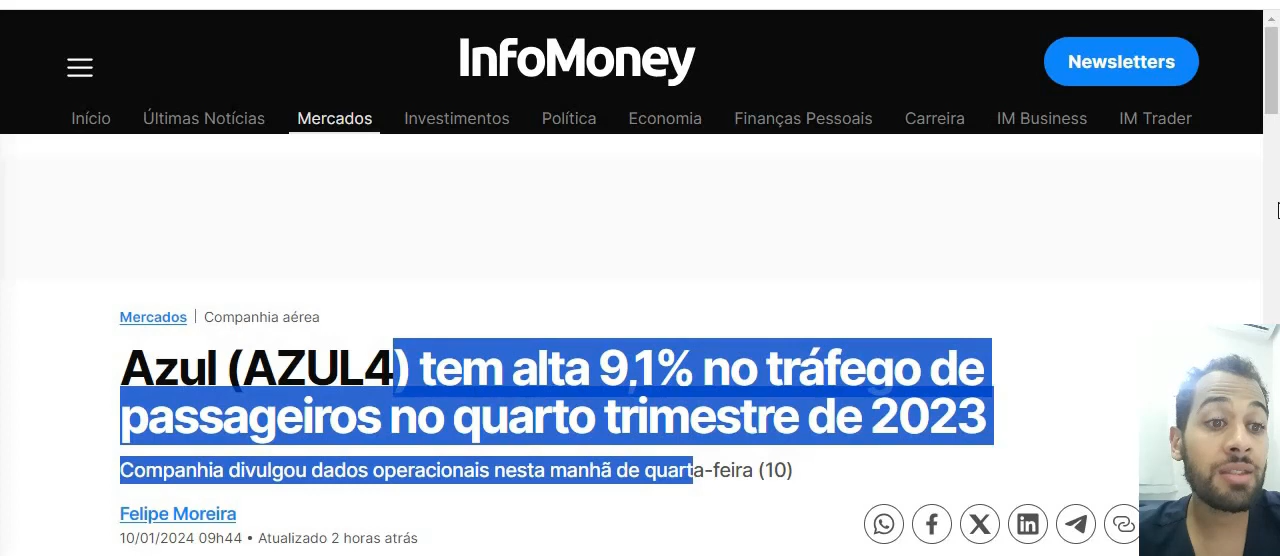 InfoMoney
Newsletters
Início Últimas Notícias Mercados Investimentos Política Economia Finanças Pessoais Carreira IM Business IM Trader
Mercados | Companhia aérea
Azul (AZUL4) tem alta 9,1% no tráfego de
passageiros no quarto trimestre de 2023
Companhia divulgou dados operacionais nesta manhã de quarta-feira (10)
Felipe Moreira
10/01/2024 09h44 • Atualizado 2 horas atrás